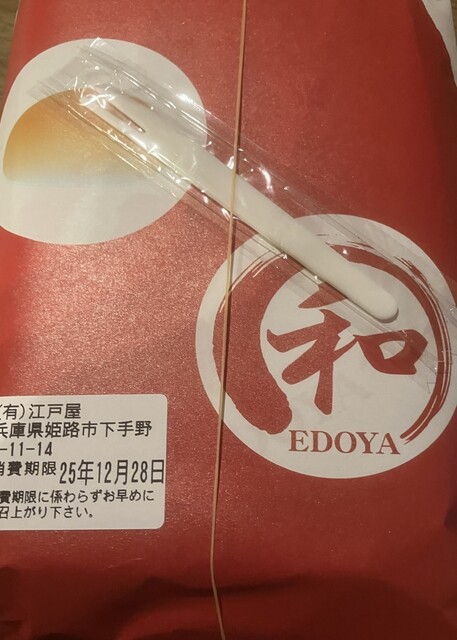 和
EDOYA
(有)江戸屋
兵庫県姫路市下手野
-11-14
消費期限25年12月28日
費期限に係わらずお早めに
召上がり下さい。